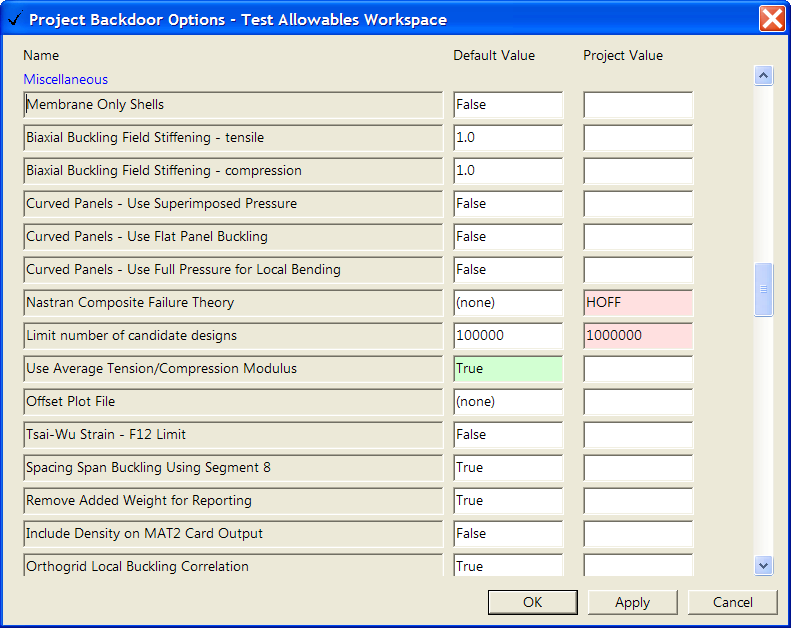 Project Backdoor Options - Test Allowables Workspace
Name Default Value Project Value
Miscellaneous
Membrane Only Shells False
Biaxial Buckling Field Stiffening - tensile 1.0
Biaxial Buckling Field Stiffening - compression 1.0
Curved Panels - Use Superimposed Pressure False
Curved Panels - Use Flat Panel Buckling False
Curved Panels - Use Full Pressure for Local Bending False
Nastran Composite Failure Theory (none) HOFF
Limit number of candidate designs 100000 1000000
Use Average Tension/Compression Modulus True
Offset Plot File (none)
Tsai-Wu Strain - F12 Limit False
Spacing Span Buckling Using Segment 8 True
Remove Added Weight for Reporting True
Include Density on MAT2 Card Output False
Orthogrid Local Buckling Correlation True
OK Apply Cancel